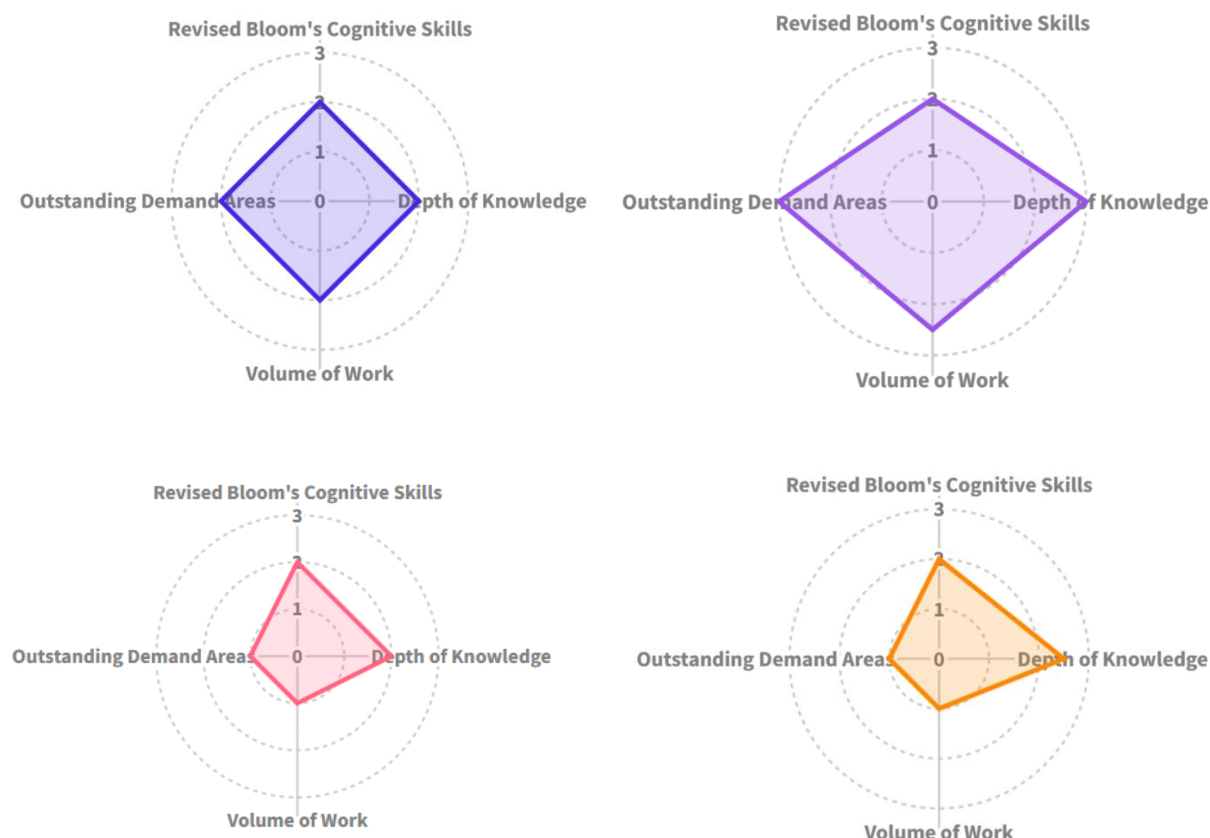 Revised Bloom's Cognitive Skills
3
2
1
Outstanding Demand Areas
0
Depth of Knowledge
Volume of Work
Revised Bloom's Cognitive Skills
3
2
1
Outstanding Demand Areas
0
Depth of Knowledge
Volume of Work
Revised Bloom's Cognitive Skills
3
2
1
Outstanding Demand Areas
0
Depth of Knowledge
Volume of Work
Revised Bloom's Cognitive Skills
3
2
1
Outstanding Demand Areas
0
Depth of Knowledge
Volume of Work